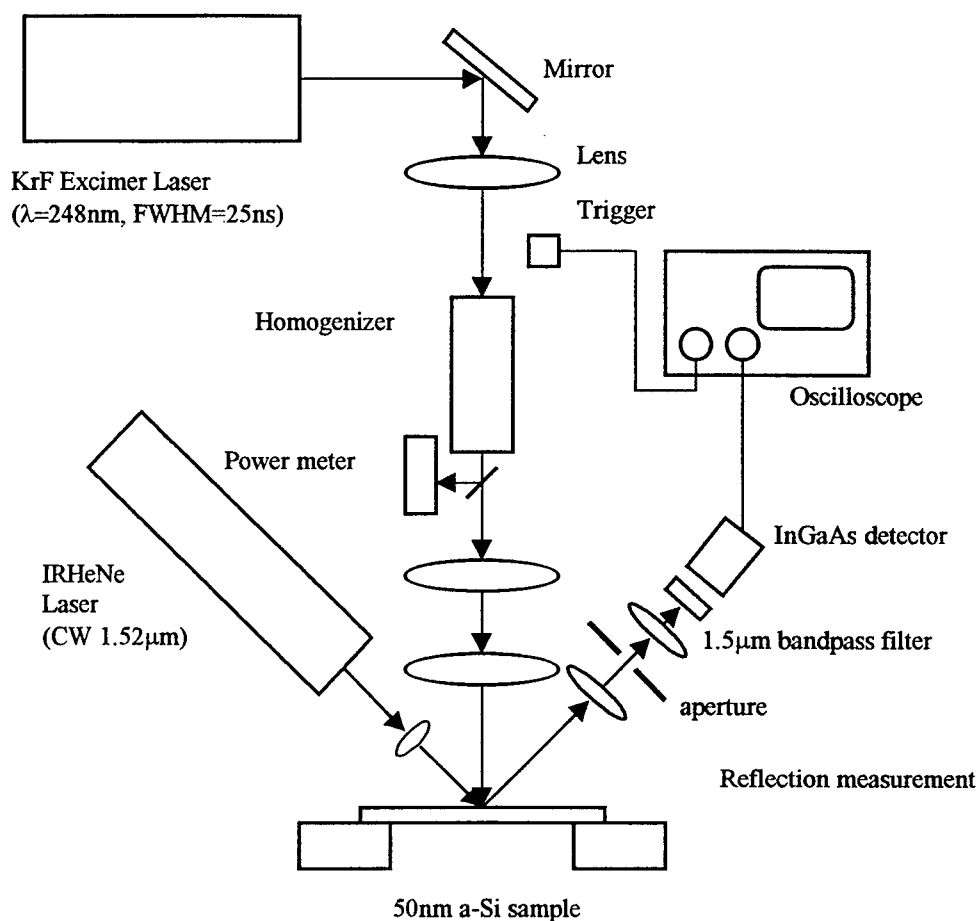 Mirror
Lens
KrF Excimer Laser
(λ=248nm, FWHM=25ns)
Trigger
Homogenizer
Oscilloscope
Power meter
InGaAs detector
IRHeNe
Laser
(CW 1.52μm)
1.5μm bandpass filter
aperture
Reflection measurement
50nm a-Si sample